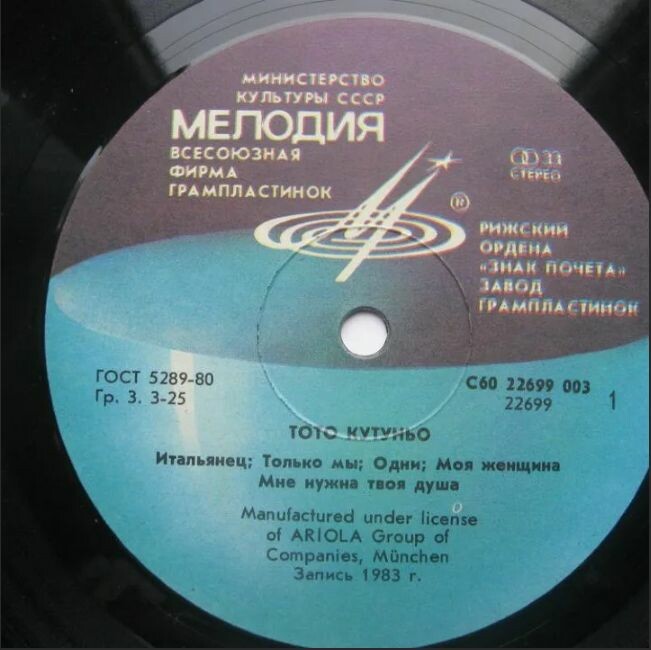 МИНИСТЕРСТВО
КУЛЬТУРЫ СССР
МЕЛОДИЯ
ВСЕСОЮЗНАЯ
ФИРМА
ГРАМПЛАСТИНОК
33
СТЕРЕО
®
РИЖСКИЙ
ОРДЕНА
«ЗНАК ПОЧЕТА»
ЗАВОД
ГРАМПЛАСТИНОК
ГОСТ 5289-80
Гр. 3. 3-25
С60 22699 003
22699
1
ТОТО КУТУНЬО
Итальянец; Только мы; Одни; Моя женщина
Мне нужна твоя душа
Manufactured under license
of ARIOLA Group of
Companies, München
Запись 1983 г.